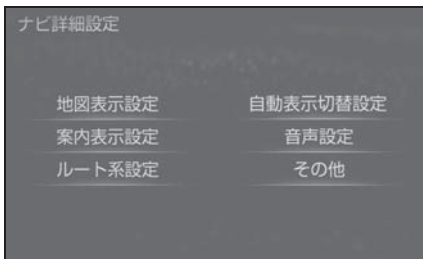 ナビ詳細設定
地図表示設定
自動表示切替設定
案内表示設定
音声設定
ルート系設定
その他